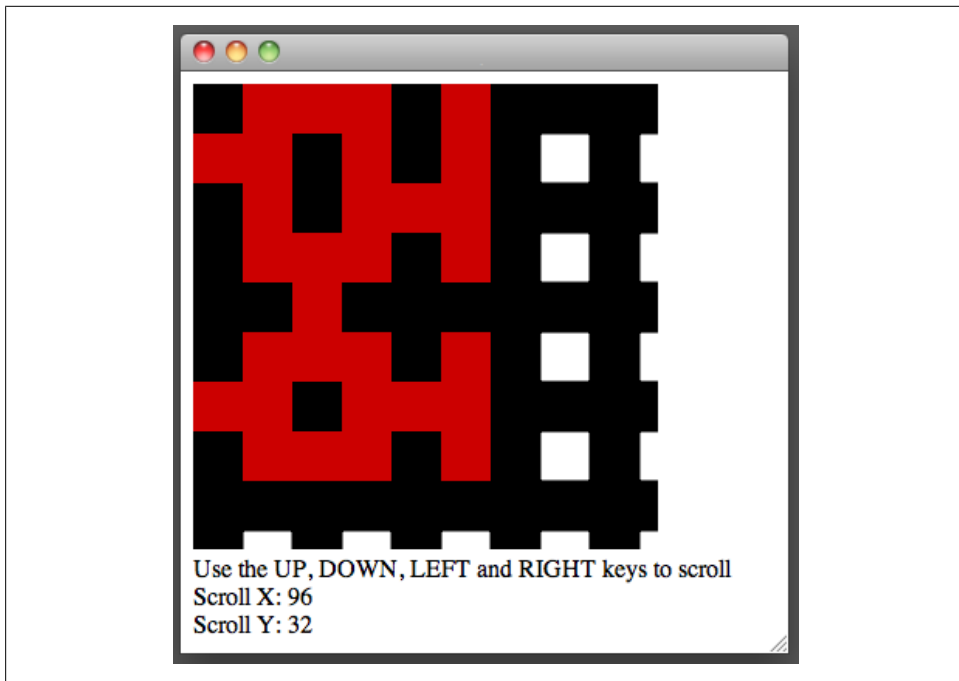 Use the UP, DOWN, LEFT and RIGHT keys to scroll
Scroll X: 96
Scroll Y: 32